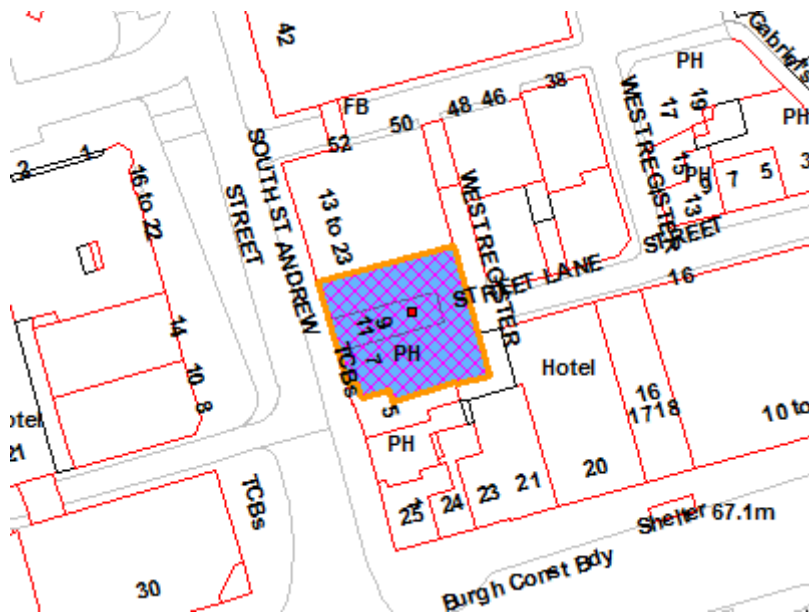 42
Gabriel's
PH
FB
48
46
38
50
52
17
19
PH
2
1
16 to 22
SOUTH ST ANDREW
STREET
WEST REGISTER
STREET LANE
WEST REGISTER
STREET
15
PH
13
9
7
5
3
13 to 23
16
14
11
9
7
PH
TCBs
Hotel
16
17
18
10 to
10
8
otel
21
5
PH
TCBs
25
4
24
23
21
20
Shelter
67.1m
30
Burgh Const Bdy